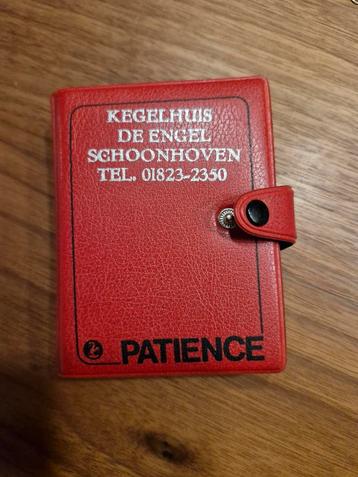 KEGELHUIS
DE ENGEL
SCHOONHOVEN
TEL. 01823-2350
PATIENCE